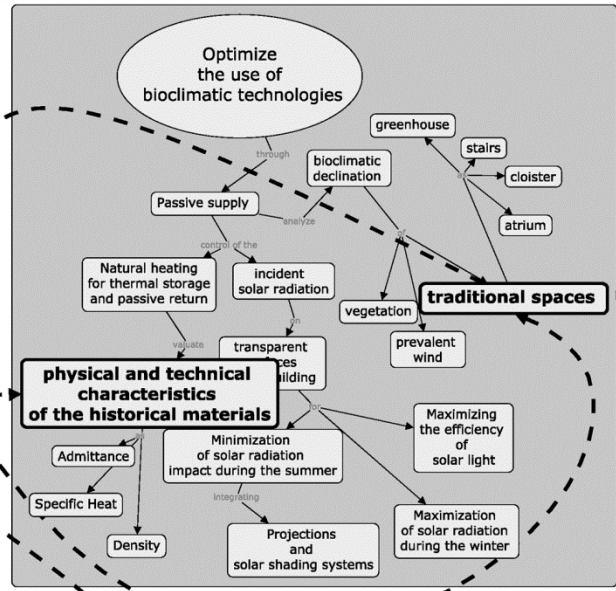 Optimize
the use of
bioclimatic technologies
greenhouse
stairs
through
bioclimatic
declination
as
cloister
Passive supply
analyze
atrium
of
control of the
Natural heating
for thermal storage
and passive return
incident
solar radiation
traditional spaces
vegetation
on
prevalent
wind
valuate
transparent
physical and technical
characteristics
of the historical materials
for
Maximizing
the efficiency
of
solar light
Minimization
of solar radiation
impact during the summer
Admittance
integrating
Specific Heat
Maximization
of solar radiation
during the winter
Density
Projections
and
solar shading systems